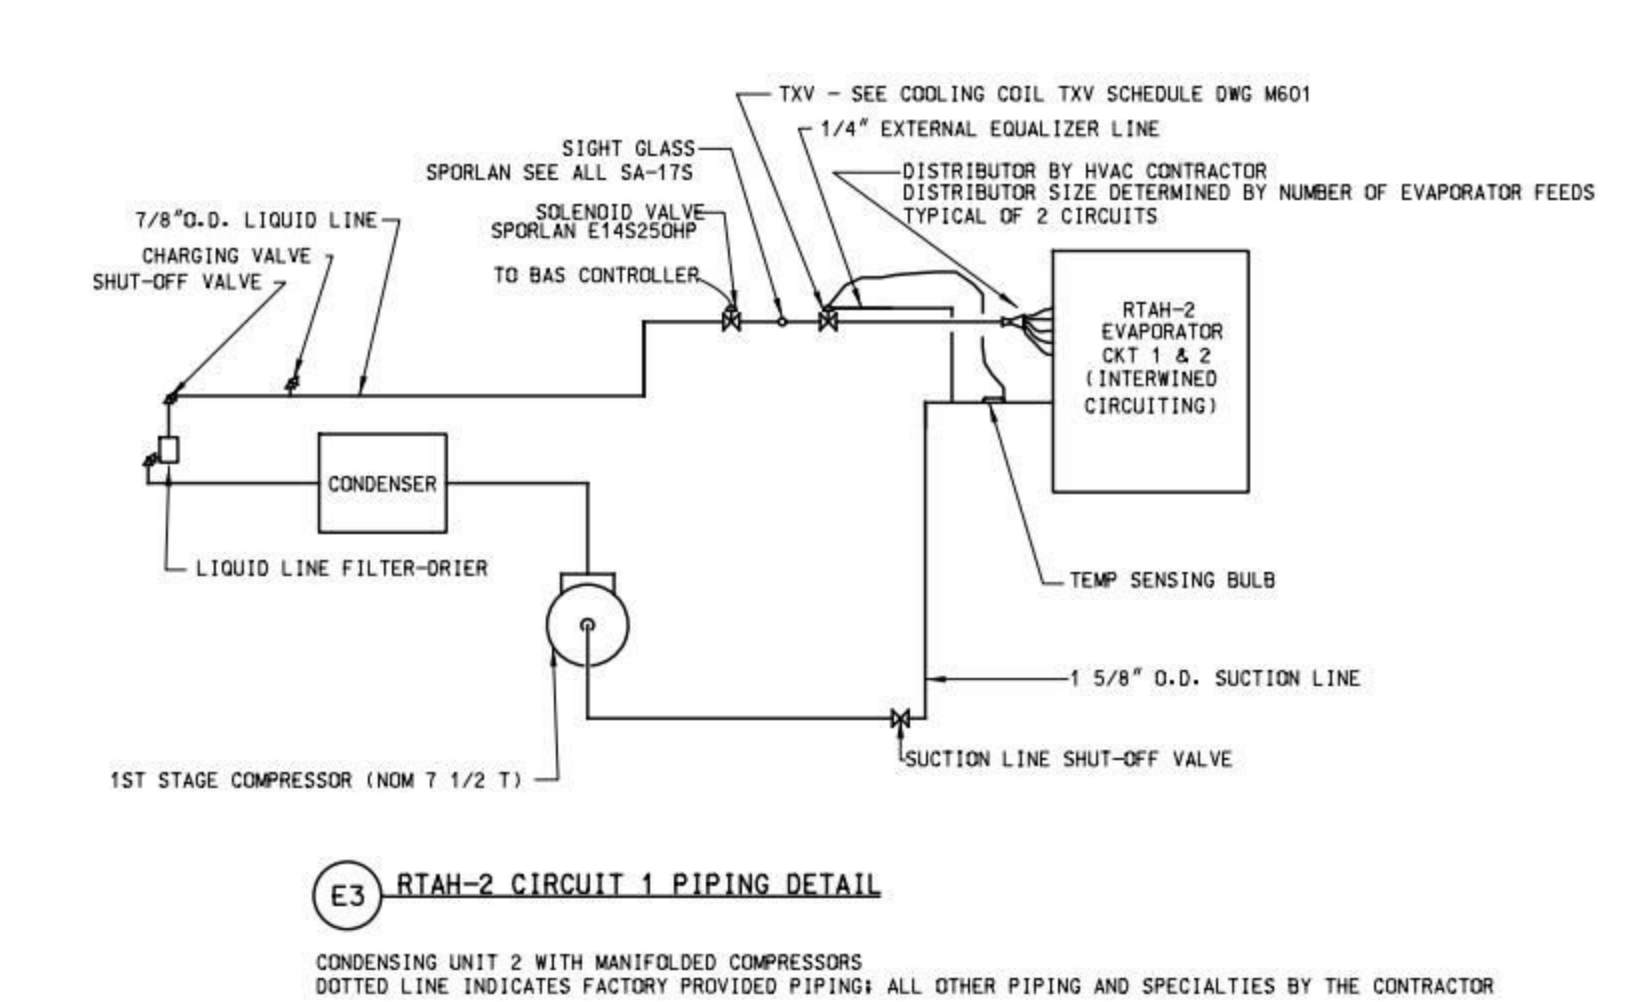 TXV - SEE COOLING COIL TXV SCHEDULE DWG M601
1/4" EXTERNAL EQUALIZER LINE
SIGHT GLASS
SPORLAN SEE ALL SA-17S
DISTRIBUTOR BY HVAC CONTRACTOR
DISTRIBUTOR SIZE DETERMINED BY NUMBER OF EVAPORATOR FEEDS
TYPICAL OF 2 CIRCUITS
7/8"O.D. LIQUID LINE
SOLENOID VALVE
SPORLAN E14S250HP
CHARGING VALVE
SHUT-OFF VALVE
TO BAS CONTROLLER
RTAH-2
EVAPORATOR
CKT 1 & 2
(INTERWINED
CIRCUITING)
CONDENSER
LIQUID LINE FILTER-DRIER
TEMP SENSING BULB
1 5/8" O.D. SUCTION LINE
SUCTION LINE SHUT-OFF VALVE
1ST STAGE COMPRESSOR (NOM 7 1/2 T)
E3
RTAH-2 CIRCUIT 1 PIPING DETAIL
CONDENSING UNIT 2 WITH MANIFOLDED COMPRESSORS
DOTTED LINE INDICATES FACTORY PROVIDED PIPING; ALL OTHER PIPING AND SPECIALTIES BY THE CONTRACTOR